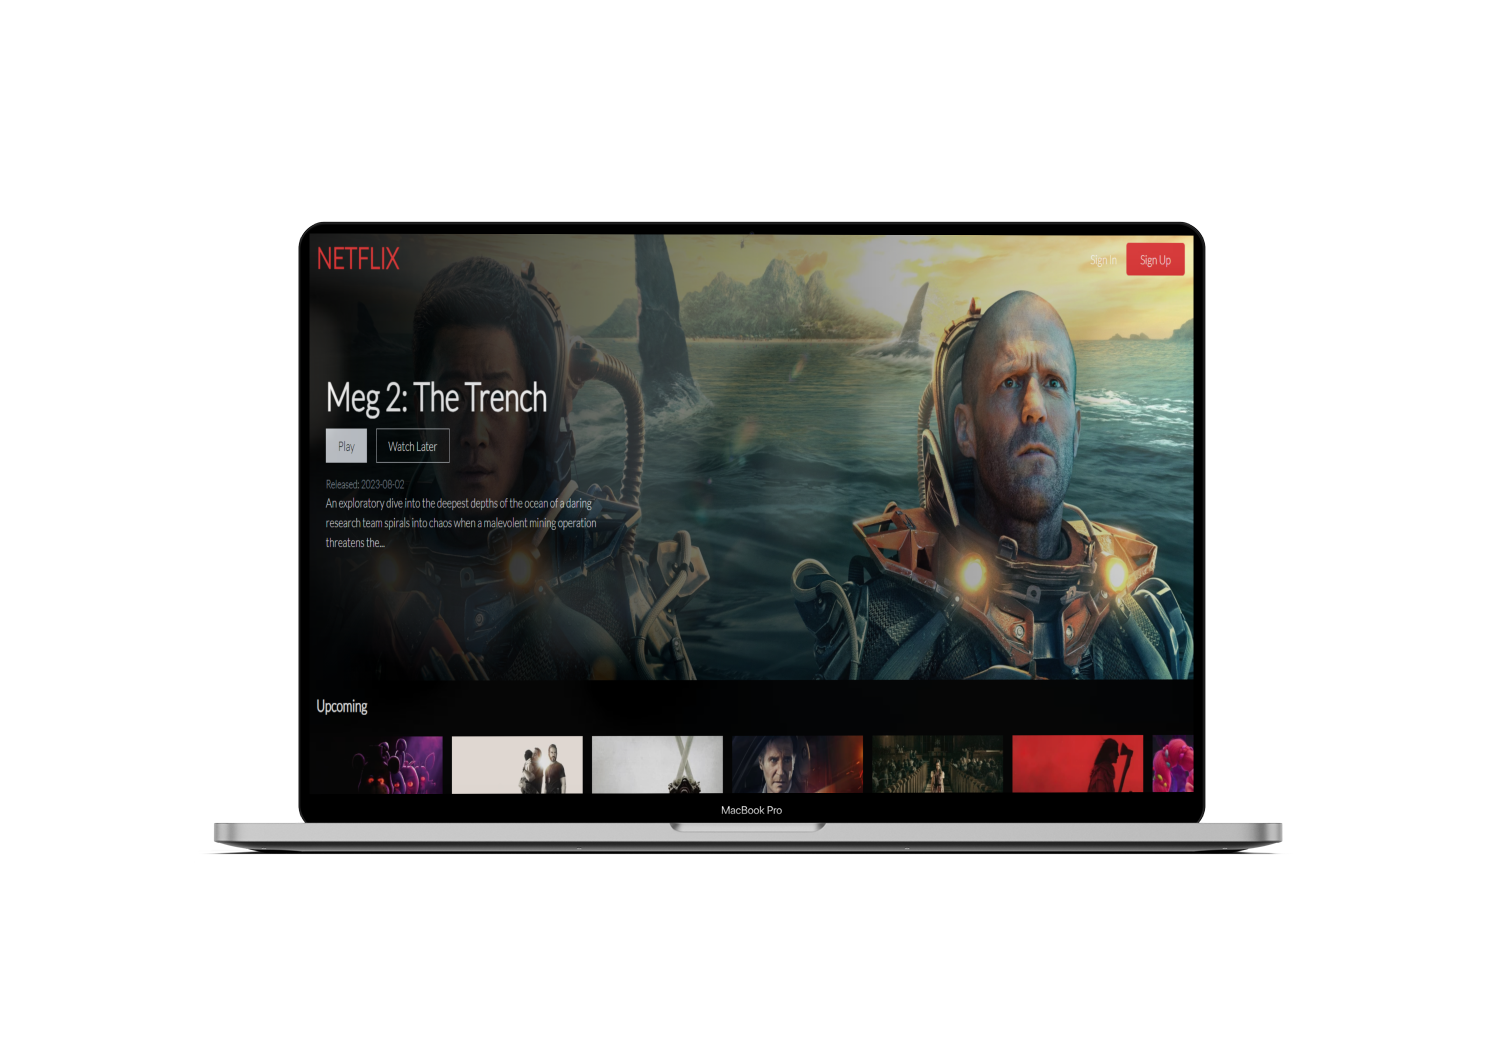 NETFLIX
Sign In
Sign Up
Meg 2: The Trench
Play
Watch Later
Released: 2023-08-02
An exploratory dive into the deepest depths of the ocean of a daring
research team spirals into chaos when a malevolent mining operation
threatens the...
Upcoming
MacBook Pro